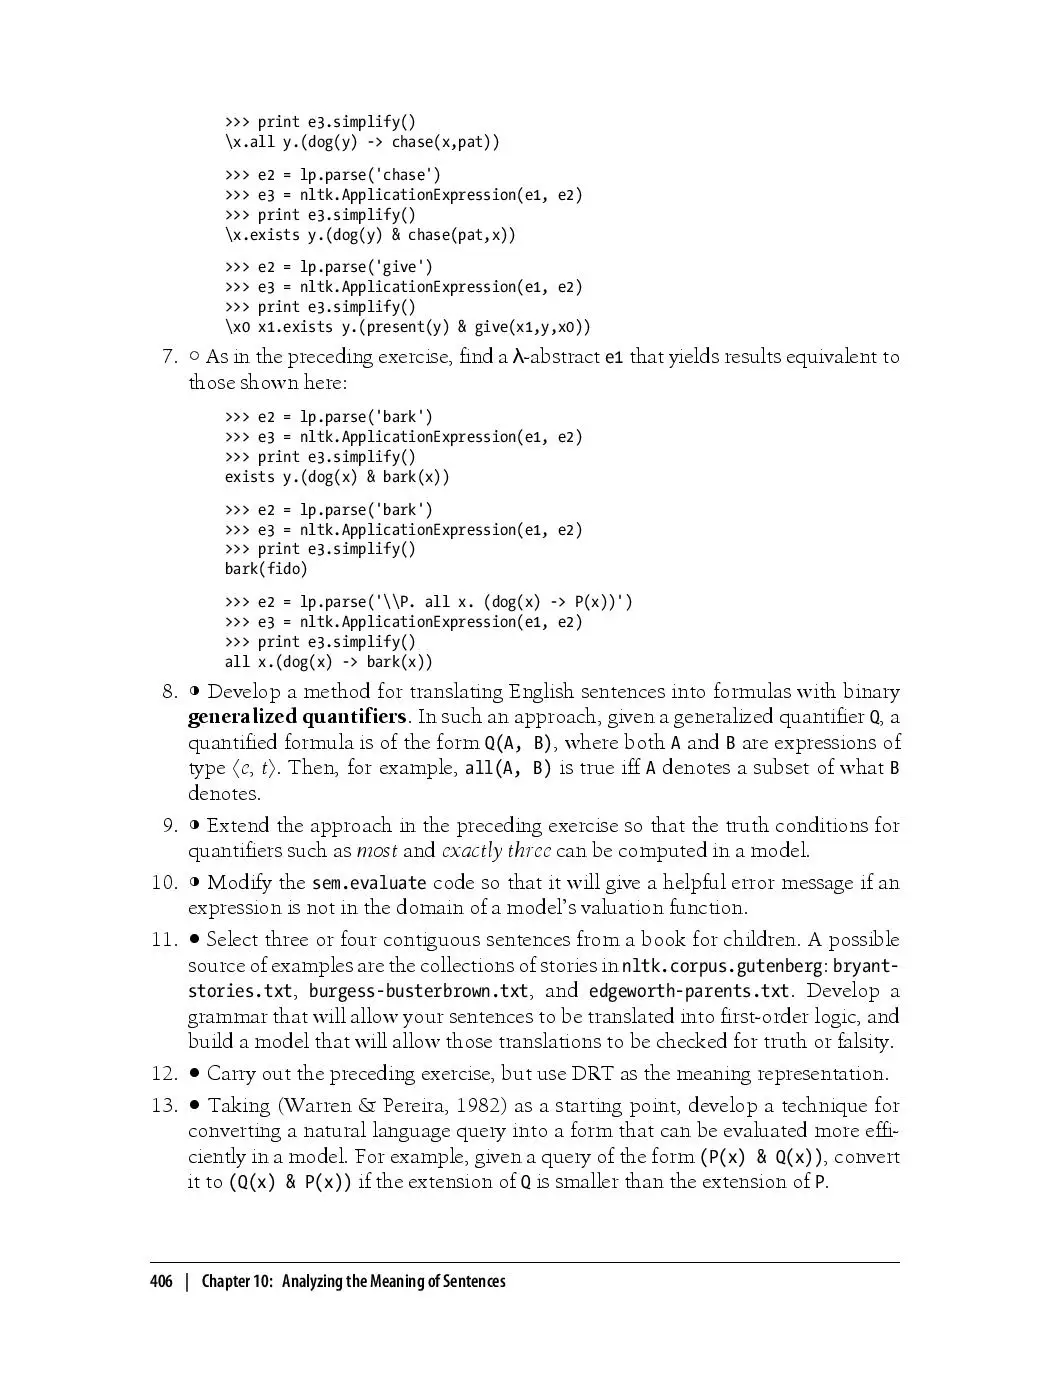 >>> print e3.simplify()
\x.all y.(dog(y) -> chase(x,pat))
>>> e2 = lp.parse('chase')
>>> e3 = nltk.ApplicationExpression(e1, e2)
>>> print e3.simplify()
\x.exists y.(dog(y) & chase(pat,x))
>>> e2 = lp.parse('give')
>>> e3 = nltk.ApplicationExpression(e1, e2)
>>> print e3.simplify()
\x0 x1.exists y.(present(y) & give(x1,y,x0))
7. ○ As in the preceding exercise, find a λ-abstract e1 that yields results equivalent to
those shown here:
>>> e2 = lp.parse('bark')
>>> e3 = nltk.ApplicationExpression(e1, e2)
>>> print e3.simplify()
exists y.(dog(x) & bark(x))
>>> e2 = lp.parse('bark')
>>> e3 = nltk.ApplicationExpression(e1, e2)
>>> print e3.simplify()
bark(fido)
>>> e2 = lp.parse('\\P. all x. (dog(x) -> P(x))')
>>> e3 = nltk.ApplicationExpression(e1, e2)
>>> print e3.simplify()
all x.(dog(x) -> bark(x))
8. ◑ Develop a method for translating English sentences into formulas with binary
generalized quantifiers. In such an approach, given a generalized quantifier Q, a
quantified formula is of the form Q(A, B), where both A and B are expressions of
type ⟨e, t⟩. Then, for example, all(A, B) is true iff A denotes a subset of what B
denotes.
9. ◑ Extend the approach in the preceding exercise so that the truth conditions for
quantifiers such as most and exactly three can be computed in a model.
10. ◑ Modify the sem.evaluate code so that it will give a helpful error message if an
expression is not in the domain of a model’s valuation function.
11. ● Select three or four contiguous sentences from a book for children. A possible
source of examples are the collections of stories in nltk.corpus.gutenberg: bryant-
stories.txt, burgess-busterbrown.txt, and edgeworth-parents.txt. Develop a
grammar that will allow your sentences to be translated into first-order logic, and
build a model that will allow those translations to be checked for truth or falsity.
12. ● Carry out the preceding exercise, but use DRT as the meaning representation.
13. ● Taking (Warren & Pereira, 1982) as a starting point, develop a technique for
converting a natural language query into a form that can be evaluated more effi-
ciently in a model. For example, given a query of the form (P(x) & Q(x)), convert
it to (Q(x) & P(x)) if the extension of Q is smaller than the extension of P.
406 | Chapter 10: Analyzing the Meaning of Sentences